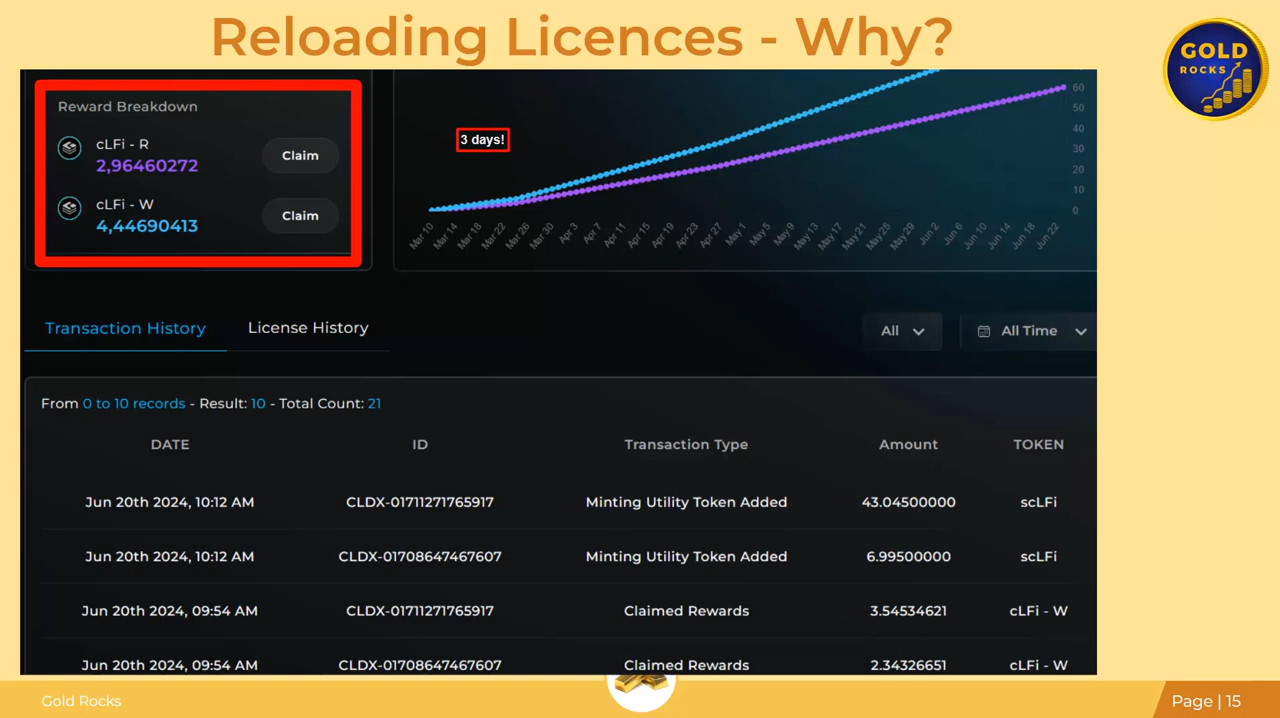 Reloading Licences - Why?
GOLD
ROCKS
Reward Breakdown
cLFi - R
2,96460272
Claim
cLFi - W
4,44690413
Claim
3 days!
60
50
40
30
20
10
0
Mar 10
Mar 14
Mar 18
Mar 22
Mar 26
Mar 30
Apr 3
Apr 7
Apr 11
Apr 15
Apr 19
Apr 23
Apr 27
May 1
May 5
May 9
May 13
May 17
May 21
May 25
May 29
Jun 2
Jun 6
Jun 10
Jun 14
Jun 18
Jun 22
Transaction History License History
All
All Time
From 0 to 10 records - Result: 10 - Total Count: 21
DATE ID Transaction Type Amount TOKEN
Jun 20th 2024, 10:12 AM CLDX-01711271765917 Minting Utility Token Added 43.04500000 scLFi
Jun 20th 2024, 10:12 AM CLDX-01708647467607 Minting Utility Token Added 6.99500000 scLFi
Jun 20th 2024, 09:54 AM CLDX-01711271765917 Claimed Rewards 3.54534621 cLFi - W
Jun 20th 2024, 09:54 AM CLDX-01708647467607 Claimed Rewards 2.34326651 cLFi - W
Gold Rocks
Page | 15